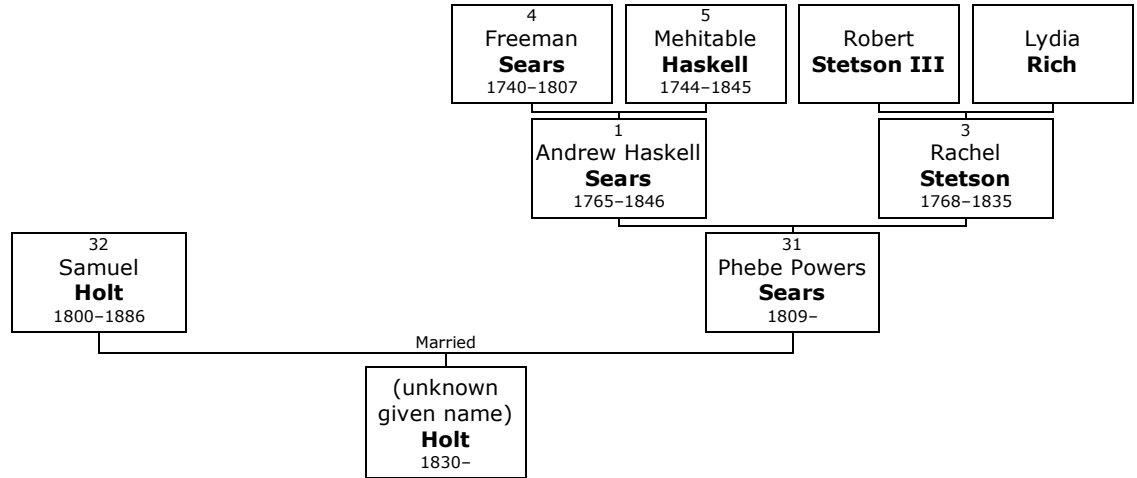 4
Freeman
Sears
1740–1807
5
Mehitable
Haskell
1744–1845
Robert
Stetson III
Lydia
Rich
1
Andrew Haskell
Sears
1765–1846
3
Rachel
Stetson
1768–1835
32
Samuel
Holt
1800–1886
31
Phebe Powers
Sears
1809–
Married
(unknown
given name)
Holt
1830–